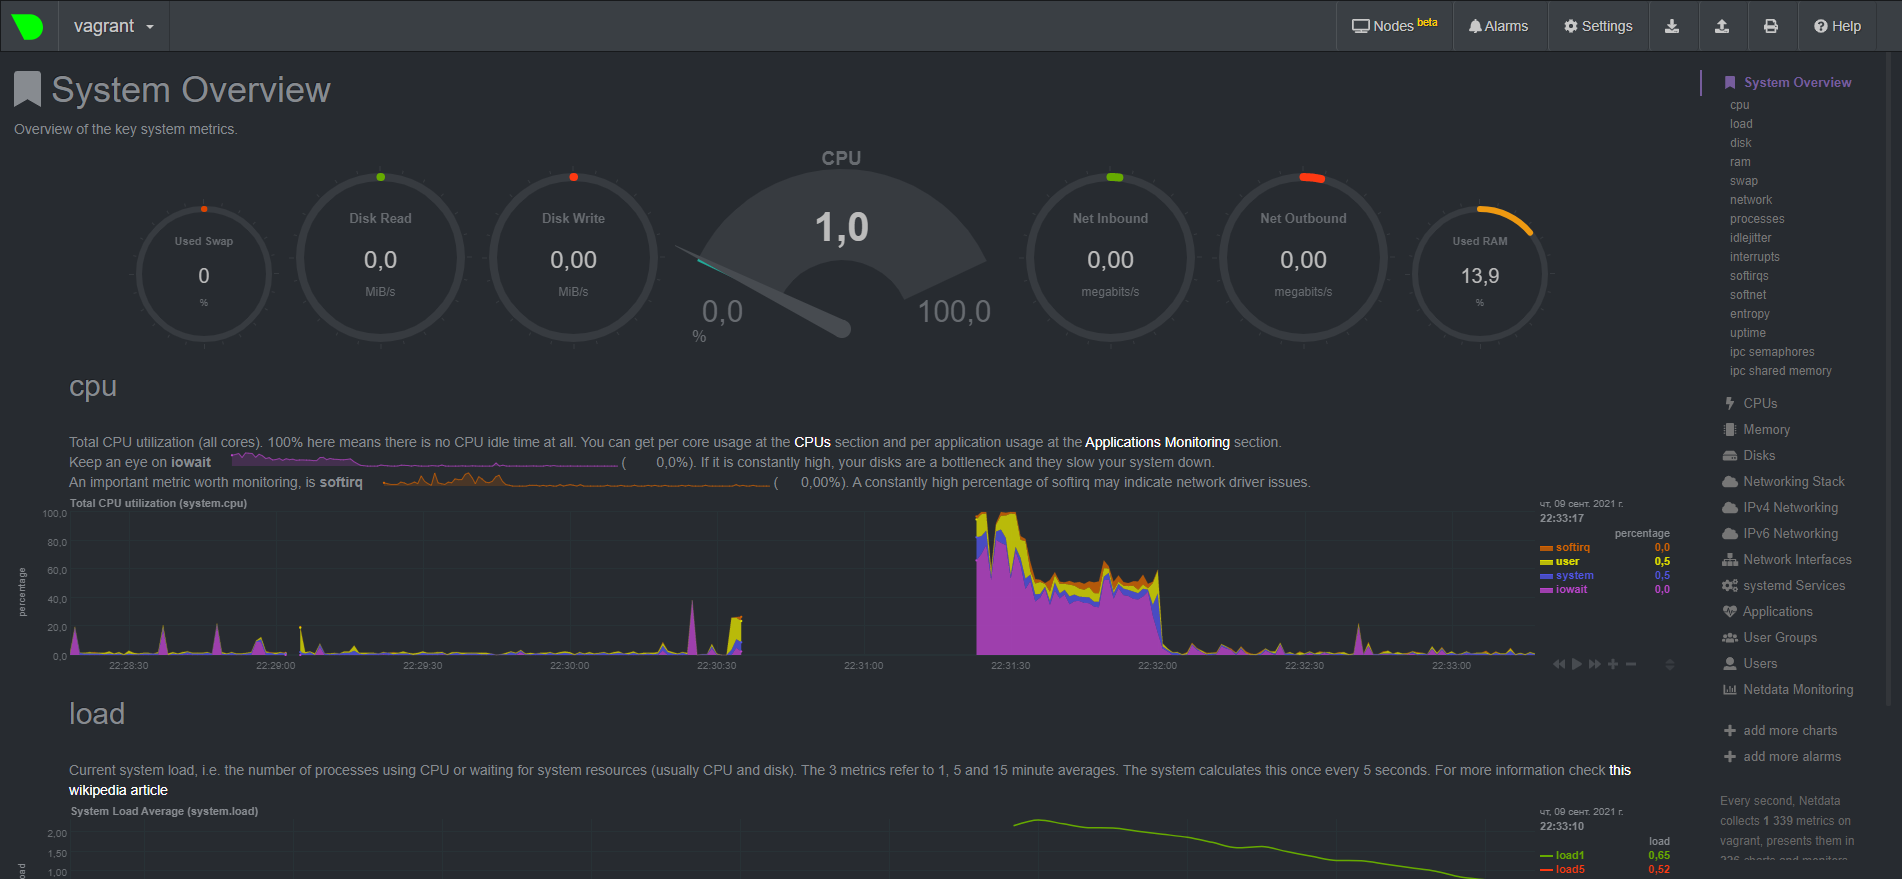 vagrant
Nodes beta
Alarms
Settings
Help
System Overview
Overview of the key system metrics.
Used Swap
0
%
Disk Read
0,0
MiB/s
Disk Write
0,00
MiB/s
CPU
1,0
0,0
100,0
%
Net Inbound
0,00
megabits/s
Net Outbound
0,00
megabits/s
Used RAM
13,9
%
cpu
Total CPU utilization (all cores). 100% here means there is no CPU idle time at all. You can get per core usage at the CPUs section and per application usage at the Applications Monitoring section.
Keep an eye on iowait ( 0,0%). If it is constantly high, your disks are a bottleneck and they slow your system down.
An important metric worth monitoring, is softirq ( 0,00%). A constantly high percentage of softirq may indicate network driver issues.
Total CPU utilization (system.cpu)
percentage
100,0
80,0
60,0
40,0
20,0
0,0
22:28:30
22:29:00
22:29:30
22:30:00
22:30:30
22:31:00
22:31:30
22:32:00
22:32:30
22:33:00
чт, 09 сент. 2021 г.
22:33:17
percentage
softirq 0,0
user 0,5
system 0,5
iowait 0,0
load
Current system load, i.e. the number of processes using CPU or waiting for system resources (usually CPU and disk). The 3 metrics refer to 1, 5 and 15 minute averages. The system calculates this once every 5 seconds. For more information check this
wikipedia article
System Load Average (system.load)
load
2,00
1,50
1,00
чт, 09 сент. 2021 г.
22:33:10
load
load1 0,65
load5 0,52
System Overview
cpu
load
disk
ram
swap
network
processes
idlejitter
interrupts
softirqs
softnet
entropy
uptime
ipc semaphores
ipc shared memory
CPUs
Memory
Disks
Networking Stack
IPv4 Networking
IPv6 Networking
Network Interfaces
systemd Services
Applications
User Groups
Users
Netdata Monitoring
add more charts
add more alarms
Every second, Netdata
collects 1 339 metrics on
vagrant, presents them in
charts and monitors